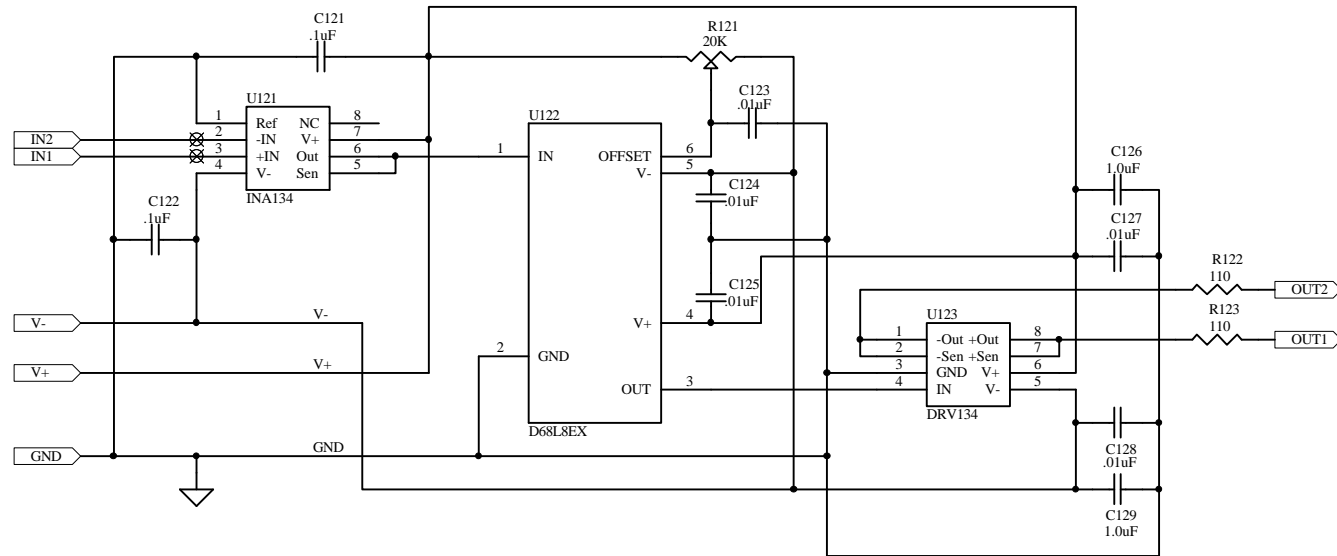 C121
.1uF
R121
20K
C123
.01uF
U121
1 Ref NC 8
2 -IN V+ 7
3 +IN Out 6
4 V- Sen 5
INA134
IN2
IN1
U122
1 IN
OFFSET 6
V- 5
V+ 4
2 GND
OUT 3
D68L8EX
C122
.1uF
C124
.01uF
C125
.01uF
C126
1.0uF
C127
.01uF
R122
110
OUT2
R123
110
OUT1
U123
1 -Out +Out 8
2 -Sen +Sen 7
3 GND V+ 6
4 IN V- 5
DRV134
V- V-
V+ V+
GND GND
C128
.01uF
C129
1.0uF